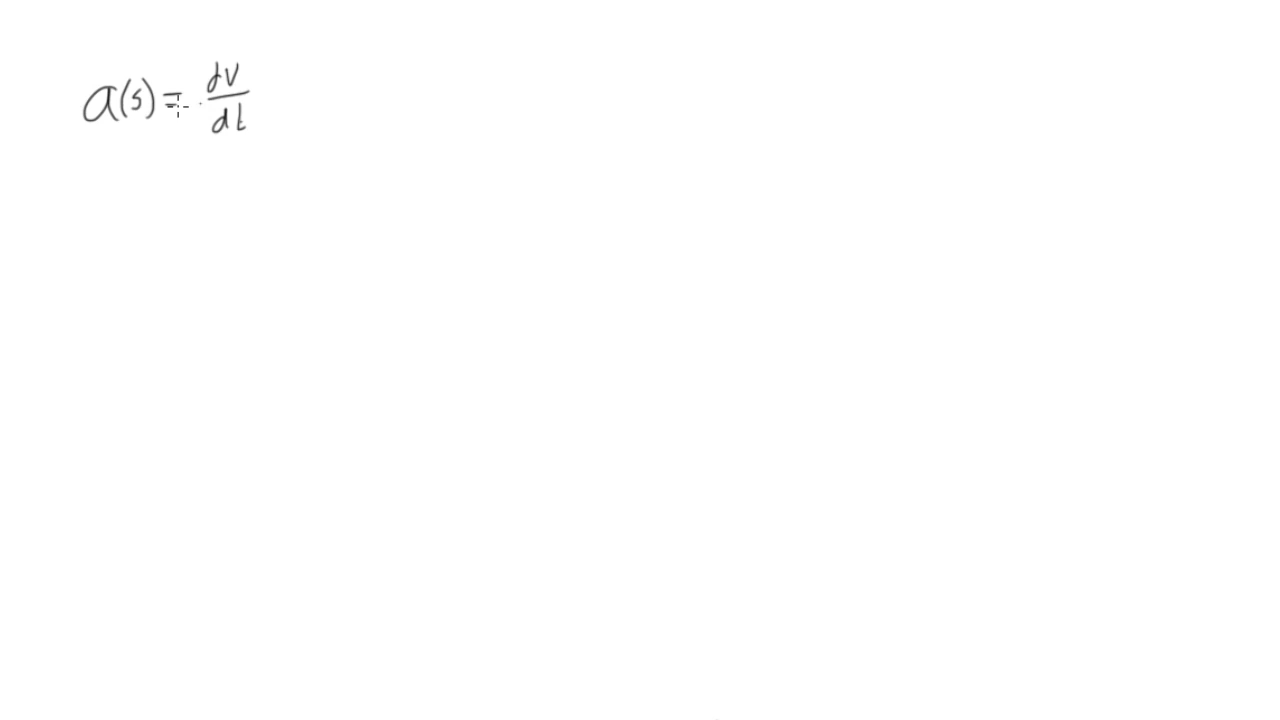 a(s) = dv/dt